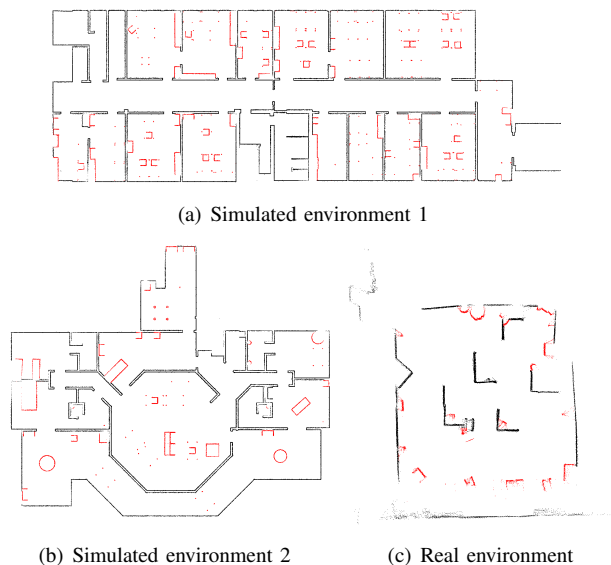 (a) Simulated environment 1
(b) Simulated environment 2
(c) Real environment